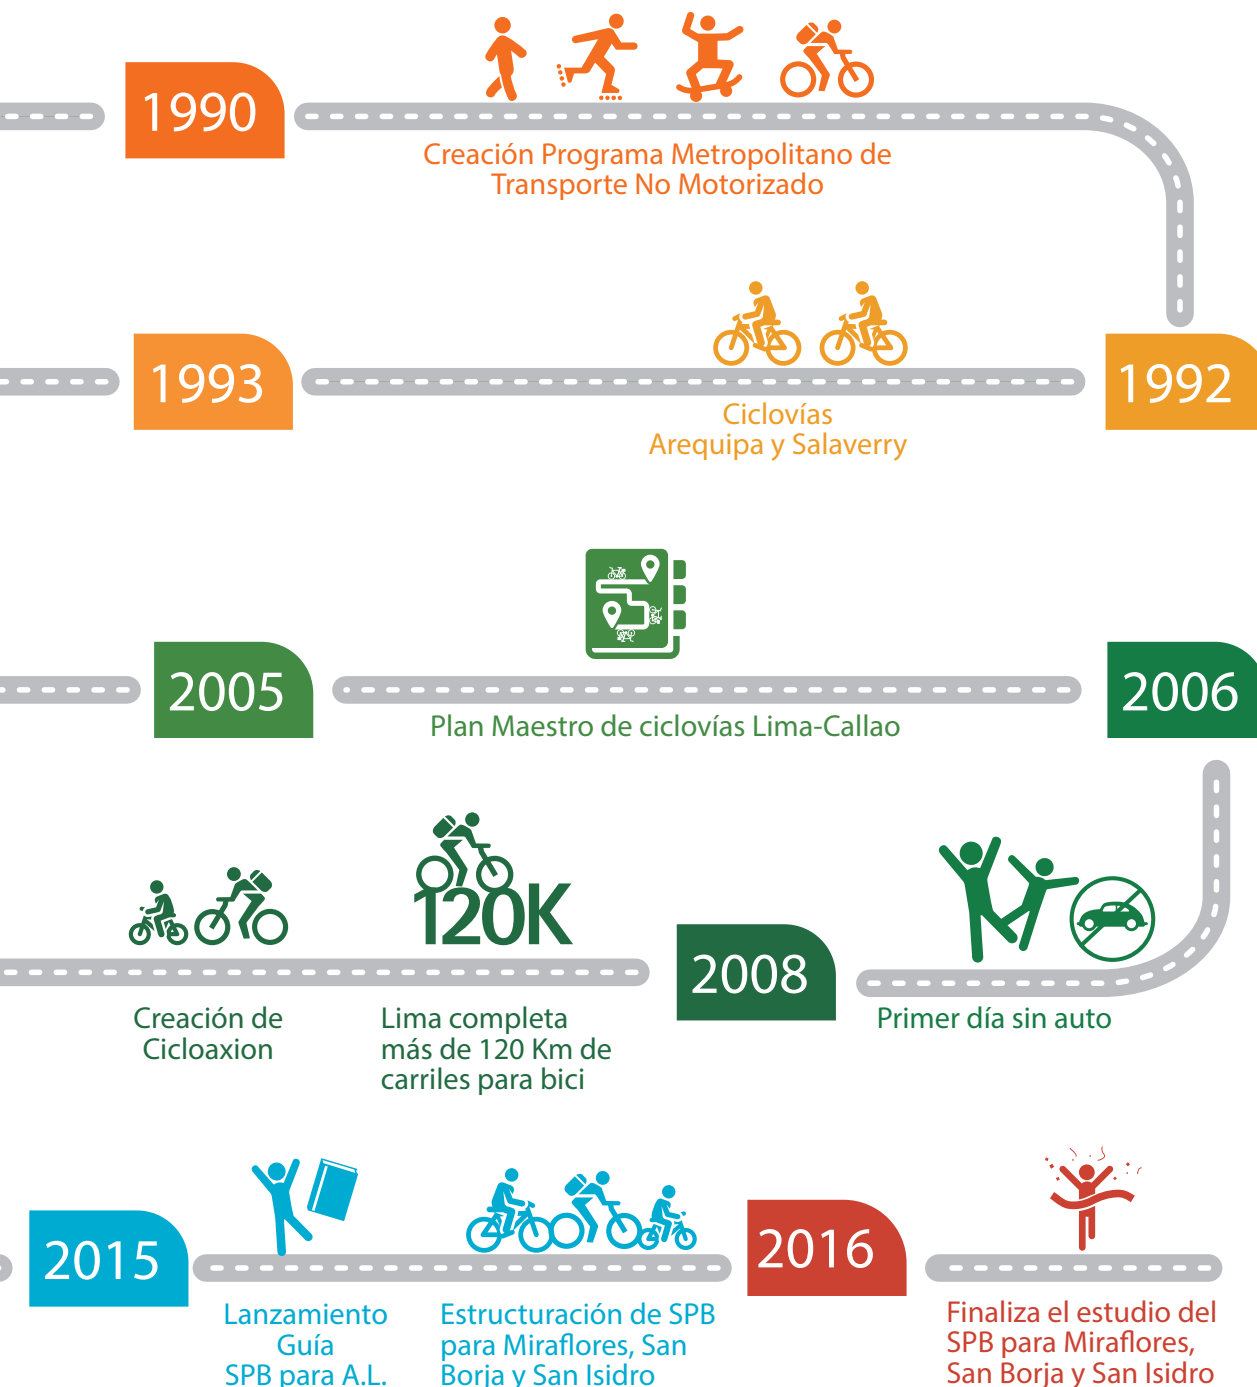 1990
Creación Programa Metropolitano de
Transporte No Motorizado
1993
Ciclovías
Arequipa y Salaverry
1992
2005
Plan Maestro de ciclovías Lima-Callao
2006
120K
Creación de
Cicloaxion
Lima completa
más de 120 Km de
carriles para bici
2008
Primer día sin auto
2015
Lanzamiento
Guía
SPB para A.L.
Estructuración de SPB
para Miraflores, San
Borja y San Isidro
2016
Finaliza el estudio del
SPB para Miraflores,
San Borja y San Isidro